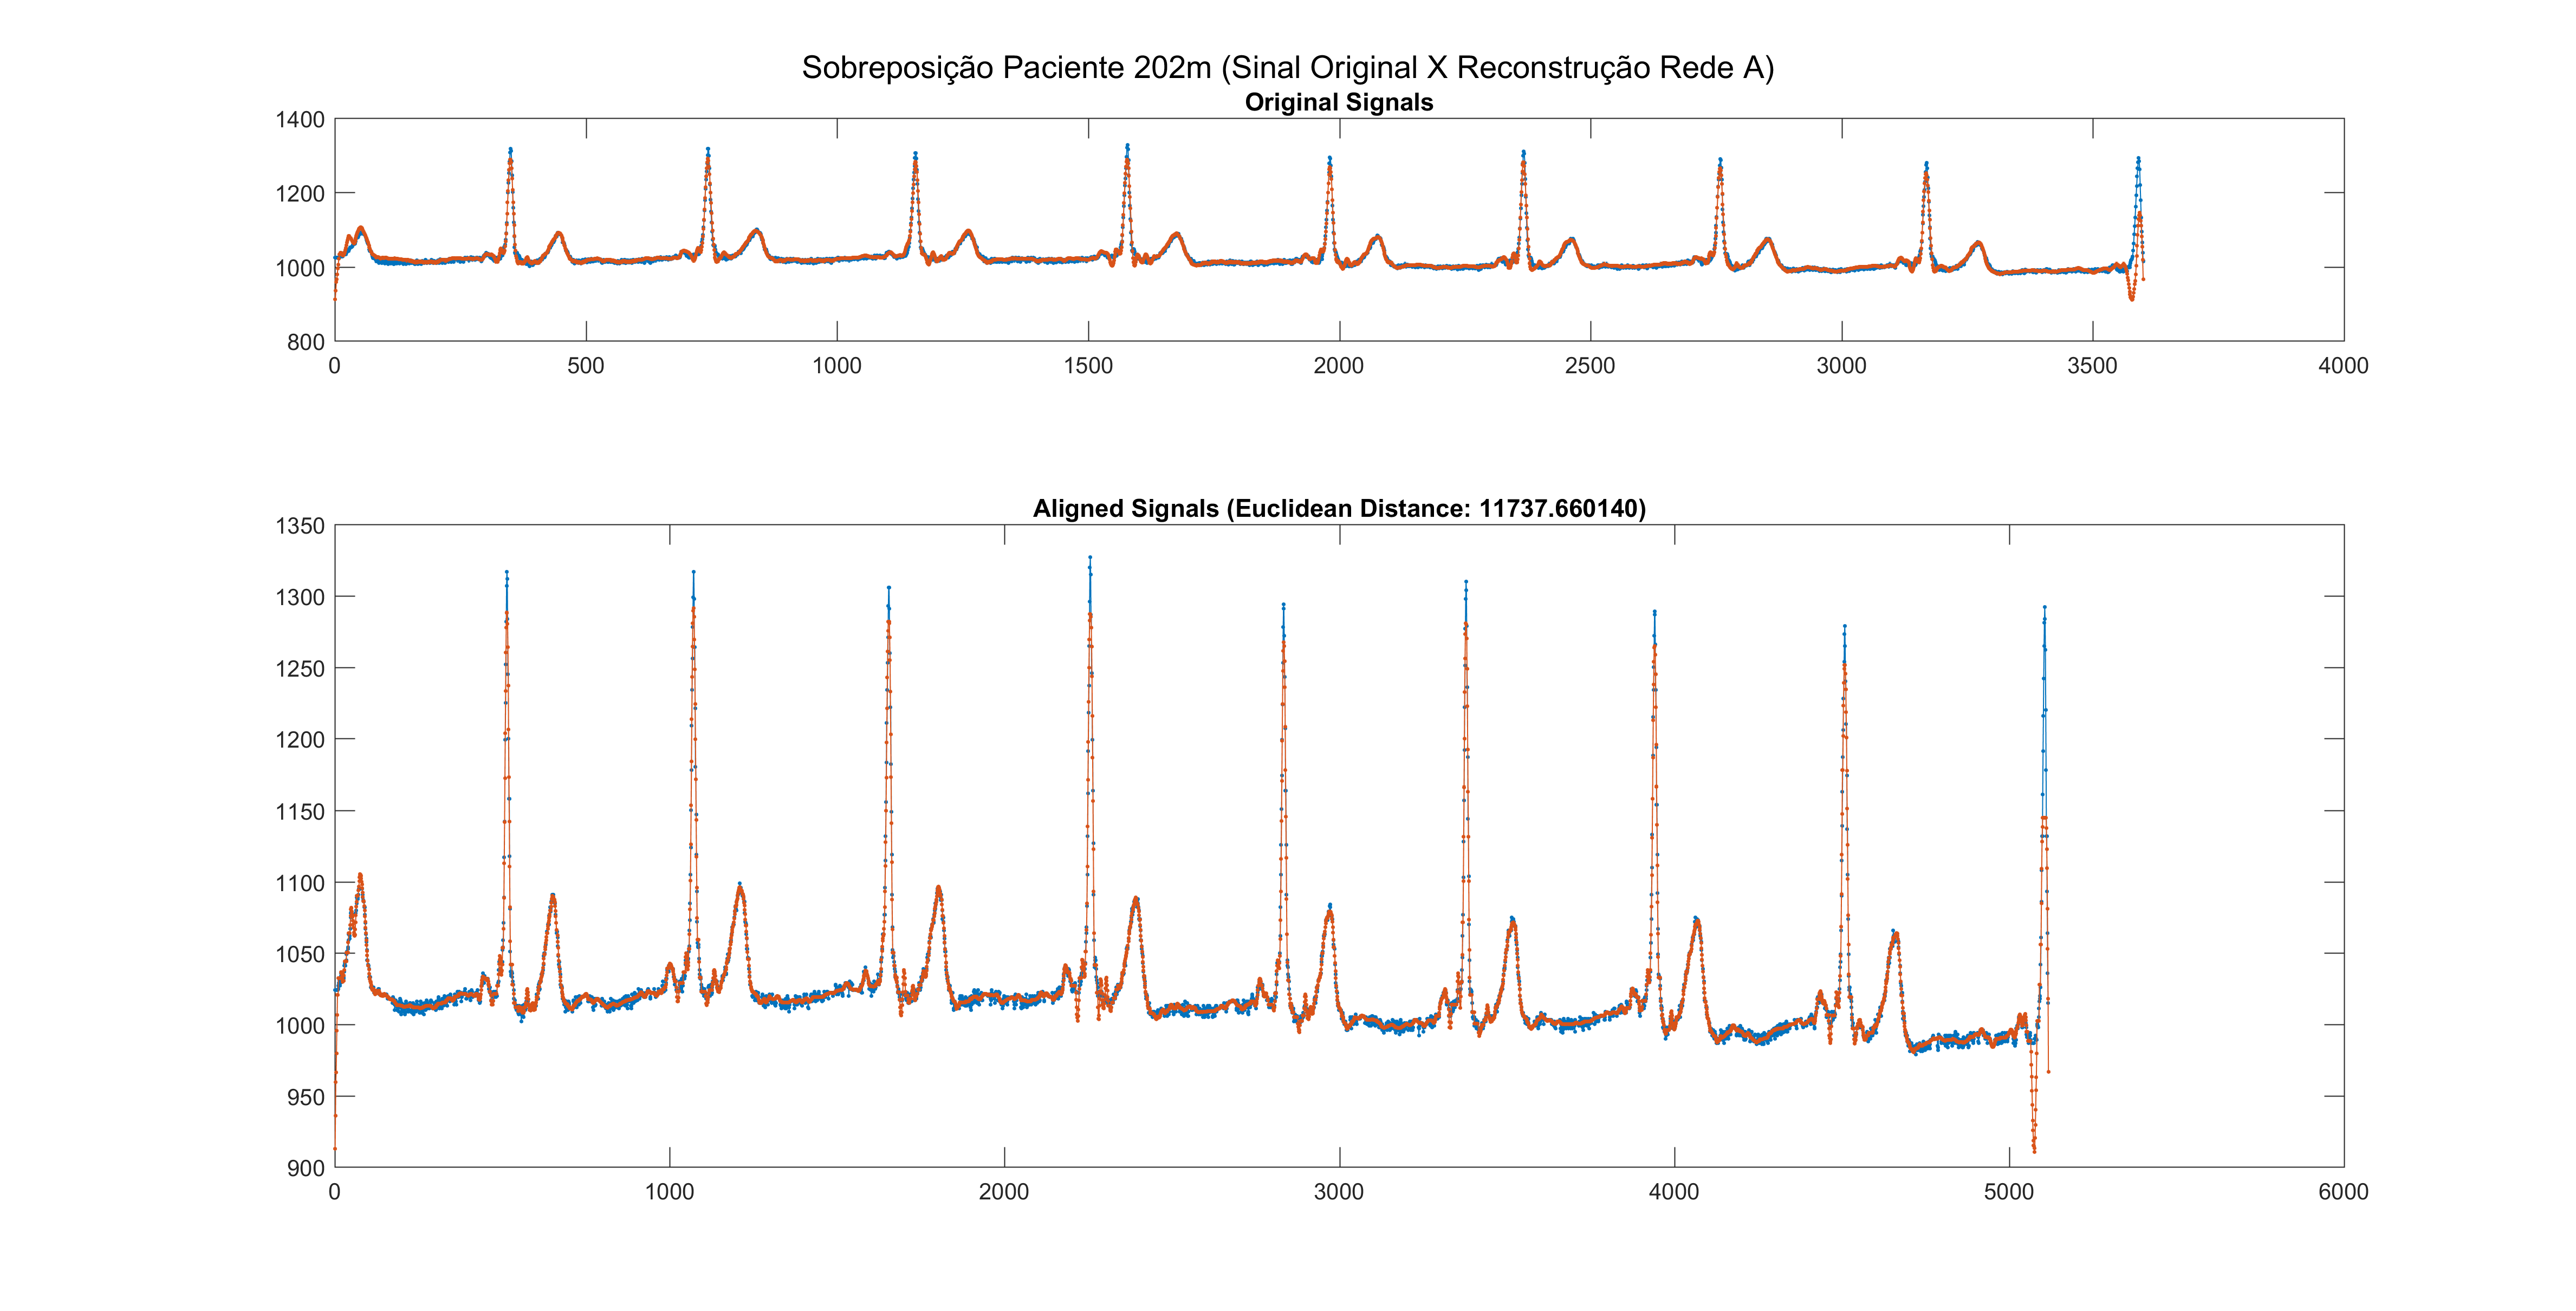 Sobreposição Paciente 202m (Sinal Original X Reconstrução Rede A)
Original Signals
1400
1200
1000
800
0 500 1000 1500 2000 2500 3000 3500 4000
Aligned Signals (Euclidean Distance: 11737.660140)
1350
1300
1250
1200
1150
1100
1050
1000
950
900
0 1000 2000 3000 4000 5000 6000